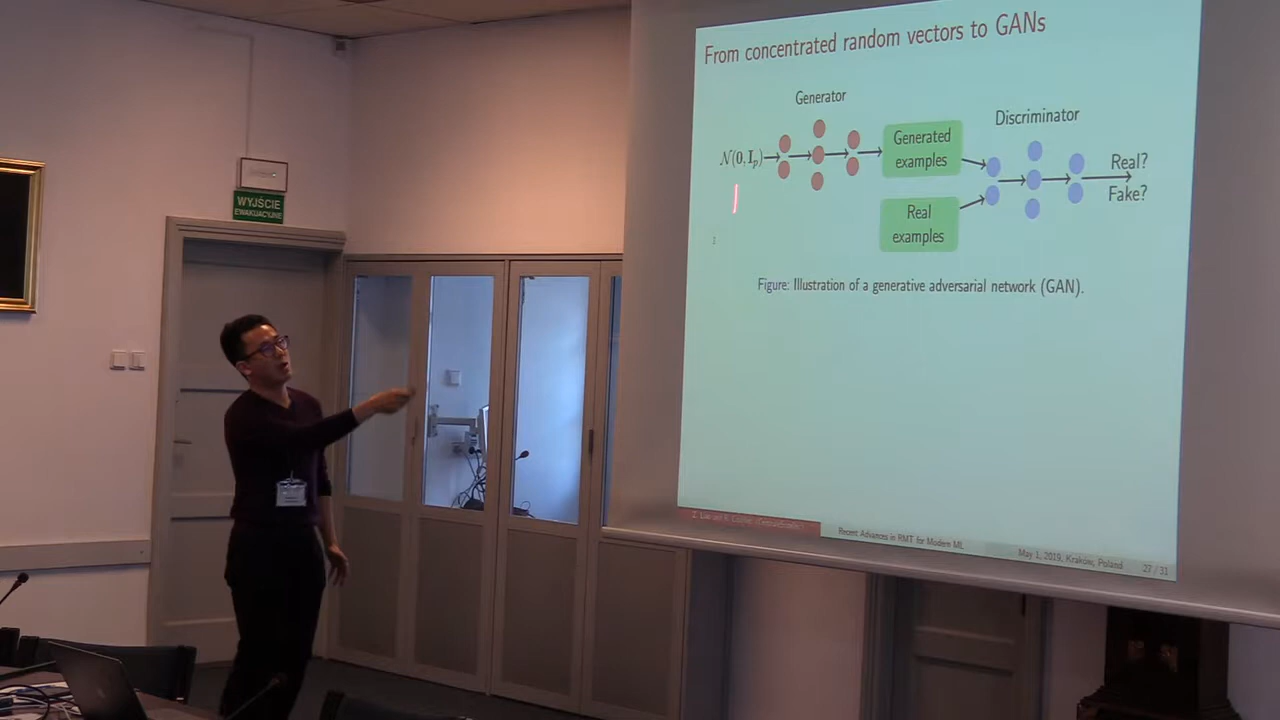 From concentrated random vectors to GANs
Generator
Discriminator
N(0, I_p)
Generated
examples
Real?
Fake?
Real
examples
Figure: Illustration of a generative adversarial network (GAN).
WYJŚCIE
EWAKUACYJNE
Recent Advances in RMT for Modern ML
May 1, 2019, Kraków, Poland
27 / 31